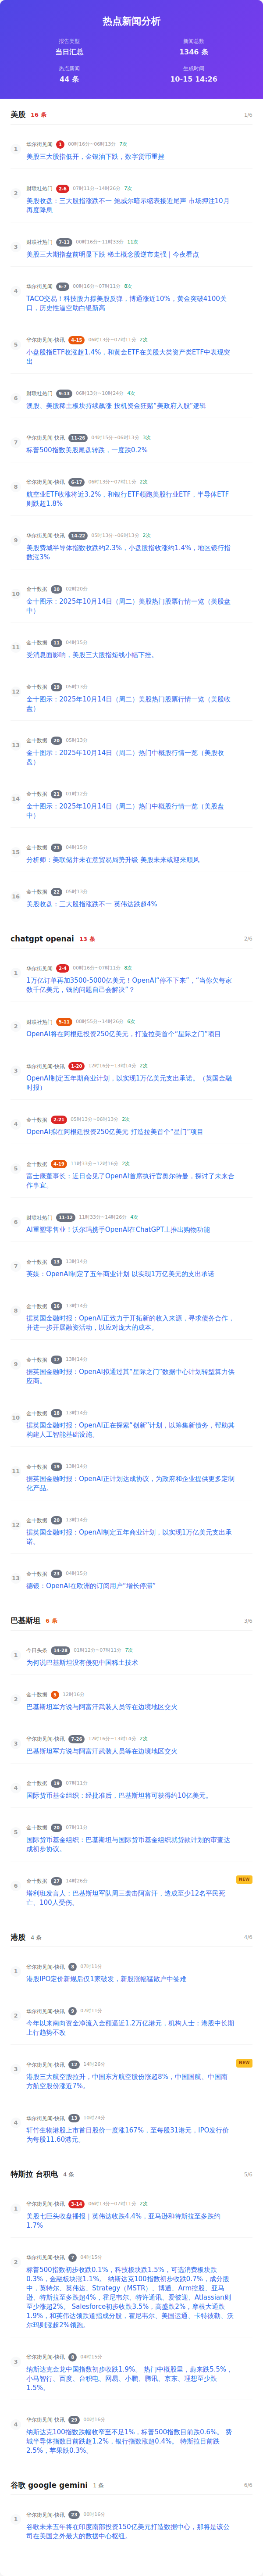 热点新闻分析
报告类型
当日汇总
新闻总数
1346 条
热点新闻
44 条
生成时间
10-15 14:26
美股 16 条 1/6
1
华尔街见闻 1 00时16分~06时13分 7次
美股三大股指低开，金银油下跌，数字货币重挫
2
财联社热门 2-6 07时11分~14时26分 7次
美股收盘：三大股指涨跌不一 鲍威尔暗示缩表接近尾声 市场押注10月
再度降息
3
财联社热门 7-13 00时16分~11时33分 11次
美股三大期指盘前明显下跌 稀土概念股逆市走强 | 今夜看点
4
华尔街见闻 6-7 00时16分~07时11分 8次
TACO交易！科技股力撑美股反弹，博通涨近10%，黄金突破4100关
口，历史性逼空助白银新高
5
华尔街见闻-快讯 4-15 06时13分~07时11分 2次
小盘股指ETF收涨超1.4%，和黄金ETF在美股大类资产类ETF中表现突
出
6
财联社热门 9-13 06时13分~10时24分 4次
澳股、美股稀土板块持续飙涨 投机资金狂赌“美政府入股”逻辑
7
华尔街见闻-快讯 11-26 04时15分~06时13分 3次
标普500指数美股尾盘转跌，一度跌0.2%
8
华尔街见闻-快讯 6-17 06时13分~07时11分 2次
航空业ETF收涨将近3.2%，和银行ETF领跑美股行业ETF，半导体ETF
则跌超1.8%
9
华尔街见闻-快讯 14-22 05时13分~06时13分 2次
美股费城半导体指数收跌约2.3%，小盘股指涨约1.4%，地区银行指
数涨3%
10
金十数据 10 02时20分
金十图示：2025年10月14日（周二）美股热门股票行情一览（美股盘
中）
11
金十数据 11 04时15分
受消息面影响，美股三大股指短线小幅下挫。
12
金十数据 19 05时13分
金十图示：2025年10月14日（周二）美股热门股票行情一览（美股收
盘）
13
金十数据 20 05时13分
金十图示：2025年10月14日（周二）热门中概股行情一览（美股收
盘）
14
金十数据 21 01时12分
金十图示：2025年10月14日（周二）热门中概股行情一览（美股盘
中）
15
金十数据 21 04时15分
分析师：美联储并未在意贸易局势升级 美股未来或迎来顺风
16
金十数据 22 05时13分
美股收盘：三大股指涨跌不一 英伟达跌超4%
chatgpt openai 13 条 2/6
1
华尔街见闻 2-4 00时16分~07时11分 8次
1万亿订单再加3500-5000亿美元！OpenAI“停不下来”，“当你欠每家
数千亿美元，钱的问题自己会解决”？
2
财联社热门 5-11 08时55分~14时26分 6次
OpenAI将在阿根廷投资250亿美元，打造拉美首个“星际之门”项目
3
华尔街见闻-快讯 1-20 12时16分~13时14分 2次
OpenAI制定五年期商业计划，以实现1万亿美元支出承诺。（英国金融
时报）
4
金十数据 2-21 05时13分~06时13分 2次
OpenAI拟在阿根廷投资250亿美元 打造拉美首个“星门”项目
5
金十数据 4-19 11时33分~12时16分 2次
富士康董事长：近日会见了OpenAI首席执行官奥尔特曼，探讨了未来合
作事宜。
6
财联社热门 11-12 11时33分~14时26分 4次
AI重塑零售业！沃尔玛携手OpenAI在ChatGPT上推出购物功能
7
金十数据 13 13时14分
英媒：OpenAI制定了五年商业计划 以实现1万亿美元的支出承诺
8
金十数据 16 13时14分
据英国金融时报：OpenAI正致力于开拓新的收入来源，寻求债务合作，
并进一步开展融资活动，以应对庞大的成本。
9
金十数据 17 13时14分
据英国金融时报：OpenAI拟通过其“星际之门”数据中心计划转型算力供
应商。
10
金十数据 18 13时14分
据英国金融时报：OpenAI正在探索“创新”计划，以筹集新债务，帮助其
构建人工智能基础设施。
11
金十数据 19 13时14分
据英国金融时报：OpenAI正计划达成协议，为政府和企业提供更多定制
化产品。
12
金十数据 20 13时14分
据英国金融时报：OpenAI制定五年商业计划，以实现1万亿美元支出承
诺。
13
金十数据 23 04时15分
德银：OpenAI在欧洲的订阅用户“增长停滞”
巴基斯坦 6 条 3/6
1
今日头条 14-28 01时12分~07时11分 7次
为何说巴基斯坦没有侵犯中国稀土技术
2
金十数据 5 12时16分
巴基斯坦军方说与阿富汗武装人员等在边境地区交火
3
华尔街见闻-快讯 7-26 12时16分~13时14分 2次
巴基斯坦军方说与阿富汗武装人员等在边境地区交火
4
金十数据 19 07时11分
国际货币基金组织：经批准后，巴基斯坦将可获得约10亿美元。
5
金十数据 20 07时11分
国际货币基金组织：巴基斯坦与国际货币基金组织就贷款计划的审查达
成初步协议。
6
金十数据 27 14时26分 NEW
塔利班发言人：巴基斯坦军队周三袭击阿富汗，造成至少12名平民死
亡、100人受伤。
港股 4 条 4/6
1
华尔街见闻-快讯 8 07时11分
港股IPO定价新规后仅1家破发，新股涨幅猛散户中签难
2
华尔街见闻-快讯 9 07时11分
今年以来南向资金净流入金额逼近1.2万亿港元，机构人士：港股中长期
上行趋势不改
3
华尔街见闻-快讯 12 14时26分 NEW
港股三大航空股拉升，中国东方航空股份涨超8%，中国国航、中国南
方航空股份涨近7%。
4
华尔街见闻-快讯 13 10时24分
轩竹生物港股上市首日股价一度涨167%，至每股31港元，IPO发行价
为每股11.60港元。
特斯拉 台积电 4 条 5/6
1
华尔街见闻-快讯 3-14 06时13分~07时11分 2次
美股七巨头收盘播报｜英伟达收跌4.4%，亚马逊和特斯拉至多跌约
1.7%
2
华尔街见闻-快讯 7 04时15分
标普500指数初步收跌0.1%，科技板块跌1.5%，可选消费板块跌
0.3%，金融板块涨1.1%。 纳斯达克100指数初步收跌0.7%，成分股
中，英特尔、英伟达、Strategy（MSTR）、博通、Arm控股、亚马
逊、特斯拉至多跌超4%，霍尼韦尔、特许通讯、爱彼迎、Atlassian则
至少涨超2%。 Salesforce初步收跌3.5%，高盛跌2%，摩根大通跌
1.9%，和英伟达领跌道指成分股，霍尼韦尔、美国运通、卡特彼勒、沃
尔玛则涨超2%领跑。
3
华尔街见闻-快讯 8 04时15分
纳斯达克金龙中国指数初步收跌1.9%。 热门中概股里，蔚来跌5.5%，
小马智行、百度、台积电、网易、小鹏、腾讯、京东、理想至少跌
1.5%。
4
华尔街见闻-快讯 29 00时16分
纳斯达克100指数跌幅收窄至不足1%，标普500指数目前跌0.6%。 费
城半导体指数目前跌超1.2%，银行指数涨超0.4%。 特斯拉目前跌
2.5%，苹果跌0.3%。
谷歌 google gemini 1 条 6/6
1
华尔街见闻-快讯 23 00时16分
谷歌未来五年将在印度南部投资150亿美元打造数据中心，那将是该公
司在美国之外最大的数据中心枢纽。